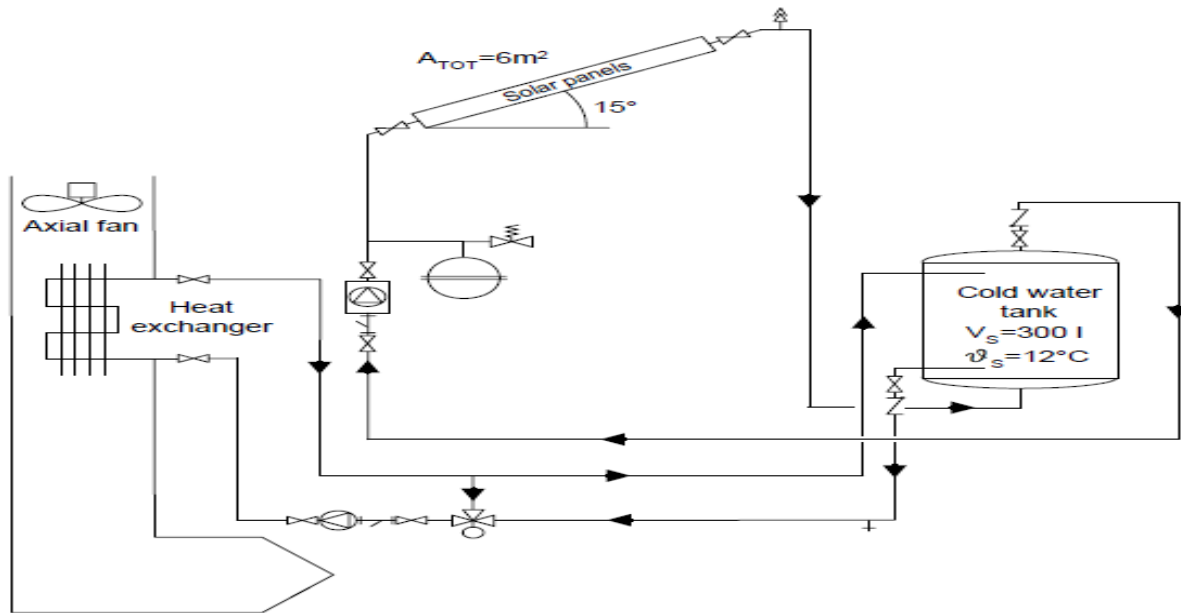 A_TOT=6m²
Solar panels
15°
Axial fan
Heat
exchanger
Cold water
tank
V_S=300 l
ϑ_S=12°C